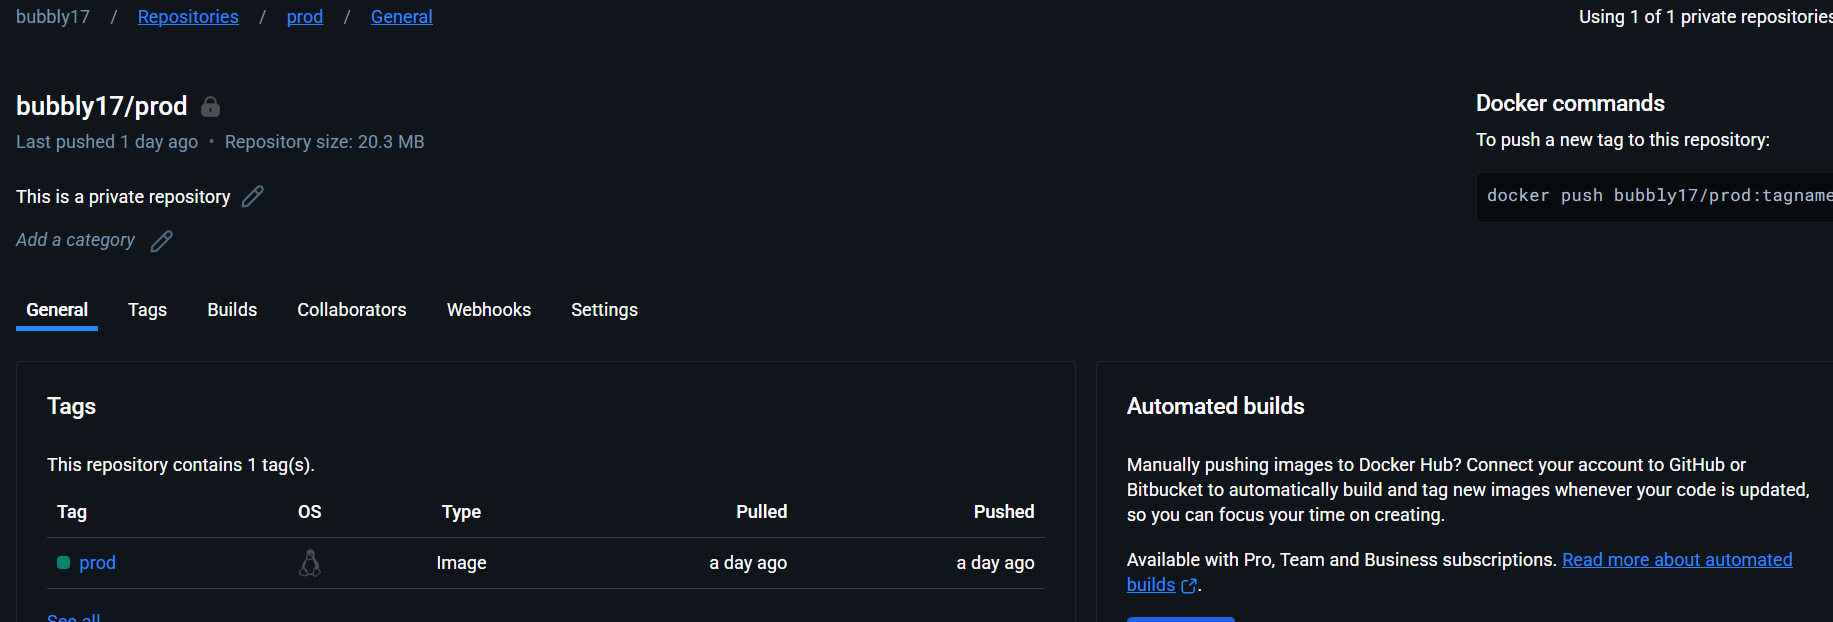 bubbly17 / Repositories / prod / General
Using 1 of 1 private repositories
bubbly17/prod
Last pushed 1 day ago • Repository size: 20.3 MB
This is a private repository
Add a category
Docker commands
To push a new tag to this repository:
docker push bubbly17/prod:tagname
General Tags Builds Collaborators Webhooks Settings
Tags
This repository contains 1 tag(s).
Tag OS Type Pulled Pushed
prod Image a day ago a day ago
See all
Automated builds
Manually pushing images to Docker Hub? Connect your account to GitHub or
Bitbucket to automatically build and tag new images whenever your code is updated,
so you can focus your time on creating.
Available with Pro, Team and Business subscriptions. Read more about automated
builds .